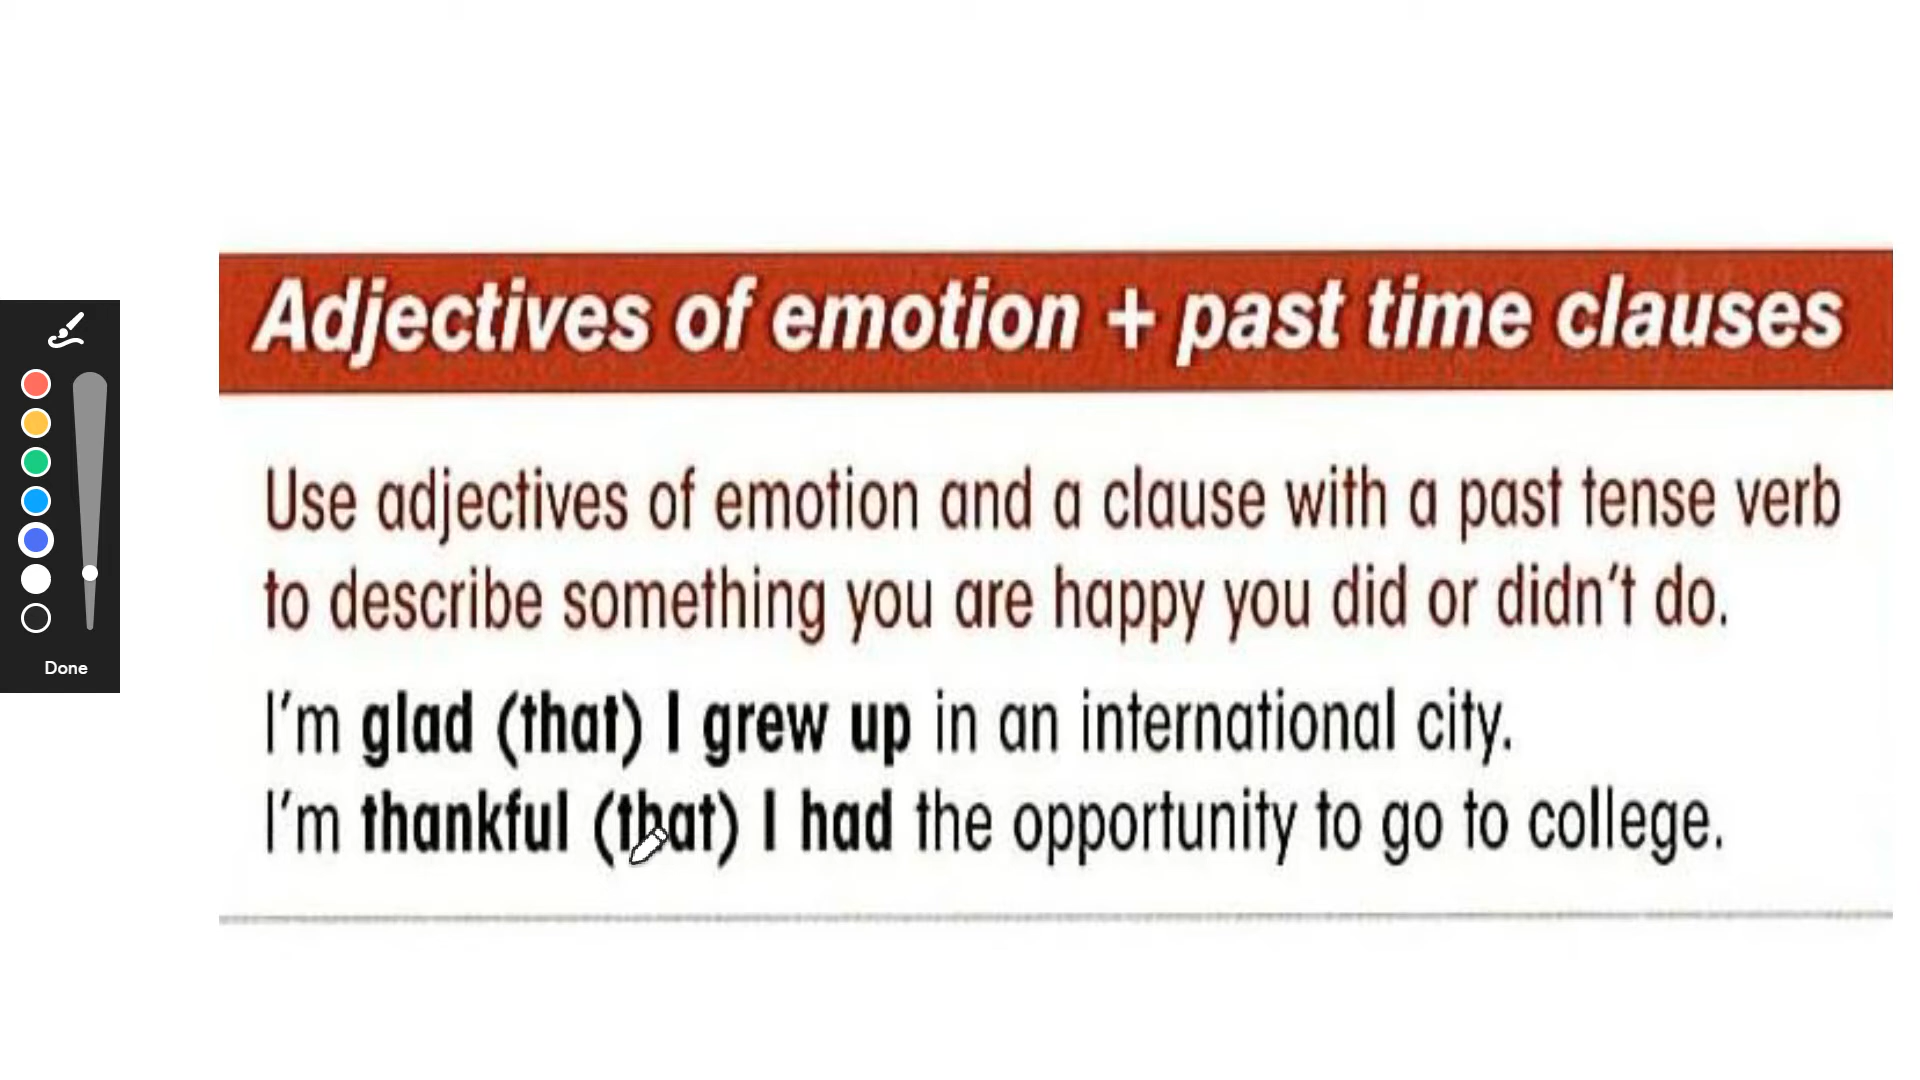 Adjectives of emotion + past time clauses
Use adjectives of emotion and a clause with a past tense verb
to describe something you are happy you did or didn't do.
I'm glad (that) I grew up in an international city.
I'm thankful (that) I had the opportunity to go to college.
Done